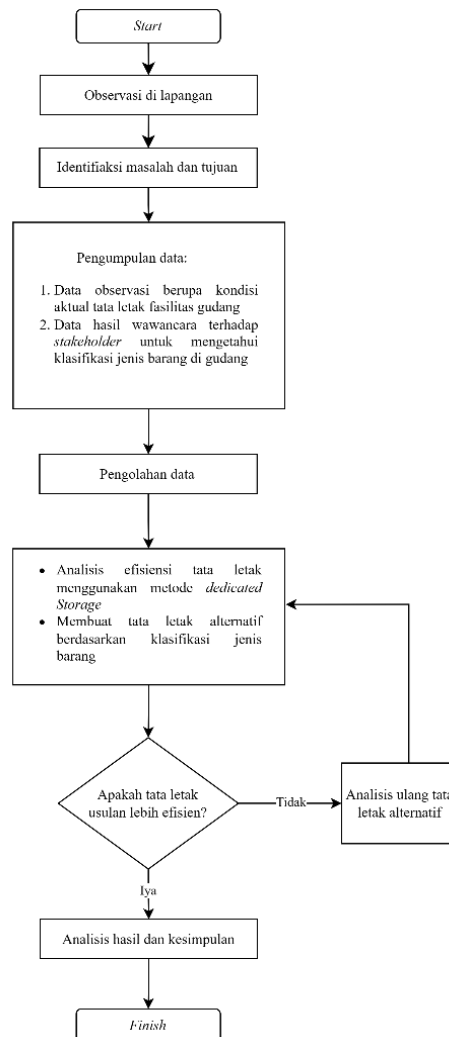 Start
Observasi di lapangan
Identifiaksi masalah dan tujuan
Pengumpulan data:
1. Data observasi berupa kondisi
aktual tata letak fasilitas gudang
2. Data hasil wawancara terhadap
stakeholder untuk mengetahui
klasifikasi jenis barang di gudang
Pengolahan data
• Analisis efisiensi tata letak
menggunakan metode dedicated
Storage
• Membuat tata letak alternatif
berdasarkan klasifikasi jenis
barang
Apakah tata letak
usulan lebih efisien?
Tidak
Analisis ulang tata
letak alternatif
Iya
Analisis hasil dan kesimpulan
Finish